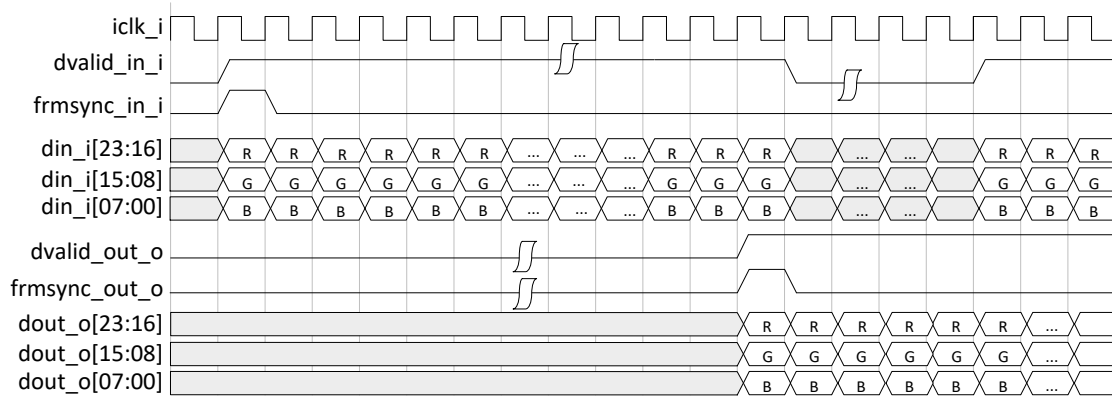 iclk_i
dvalid_in_i
frmsync_in_i
din_i[23:16] R R R R R R ... ... ... R R R ... ... R R R
din_i[15:08] G G G G G G ... ... ... G G G ... ... G G G
din_i[07:00] B B B B B B ... ... ... B B B ... ... B B B
dvalid_out_o
frmsync_out_o
dout_o[23:16] R R R R R R ...
dout_o[15:08] G G G G G G ...
dout_o[07:00] B B B B B B ...